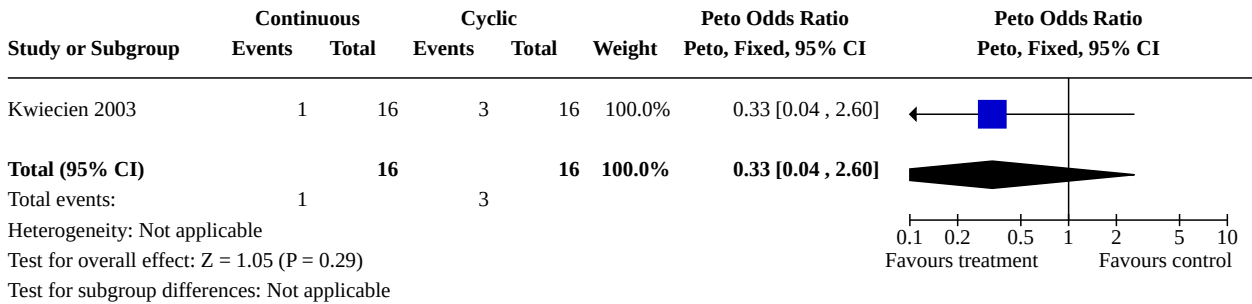 Continuous Cyclic Peto Odds Ratio Peto Odds Ratio
Study or Subgroup Events Total Events Total Weight Peto, Fixed, 95% CI Peto, Fixed, 95% CI
Kwiecien 2003 1 16 3 16 100.0% 0.33 [0.04 , 2.60]
Total (95% CI) 16 16 100.0% 0.33 [0.04 , 2.60]
Total events: 1 3
Heterogeneity: Not applicable
0.1 0.2 0.5 1 2 5 10
Test for overall effect: Z = 1.05 (P = 0.29) Favours treatment Favours control
Test for subgroup differences: Not applicable